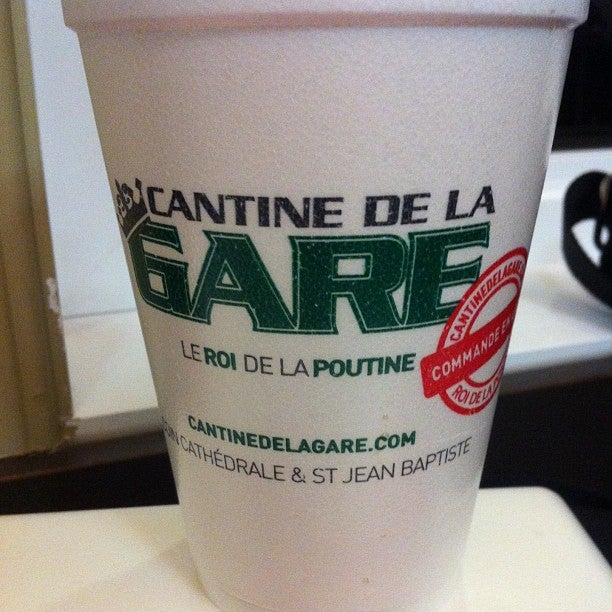 CANTINE DE LA
GARE
LE ROI DE LA POUTINE
CANTINEDELAGARE
COMMANDE EN
ROI DE LA
CANTINEDELAGARE.COM
CATHÉDRALE & ST JEAN BAPTISTE